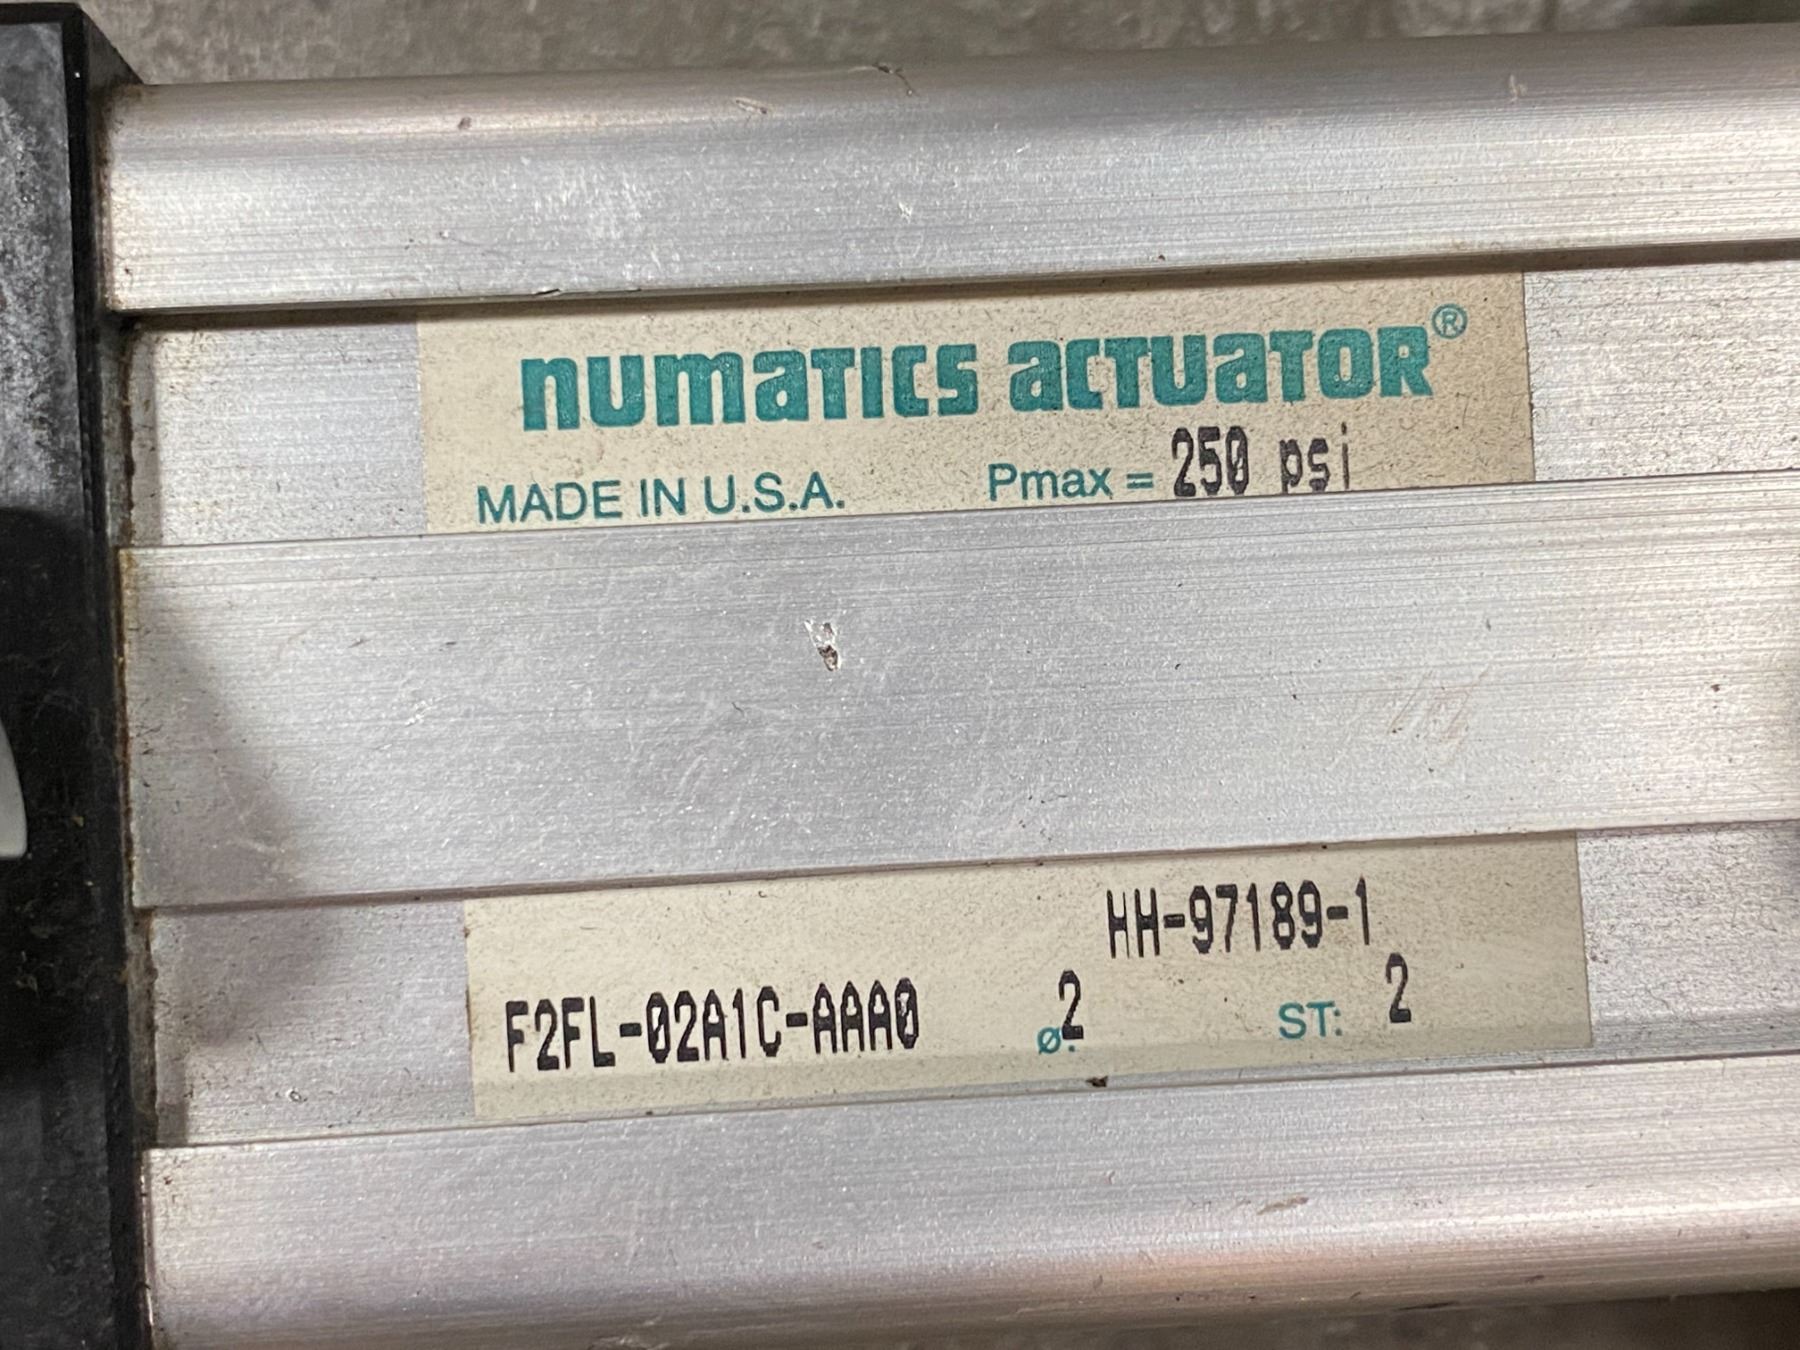 numatics actuator®
MADE IN U.S.A. Pmax = 250 psi
HH-97189-1
F2FL-02A1C-AAA0 ø: 2 ST: 2